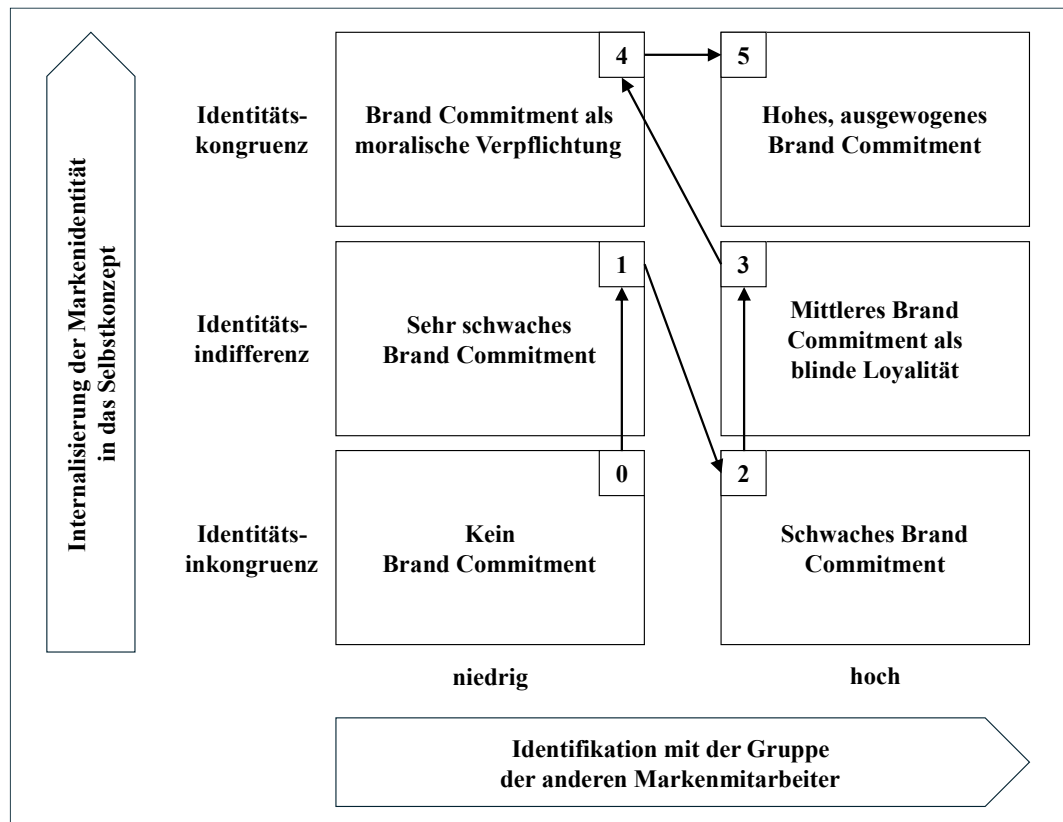 Internalisierung der Markenidentität
in das Selbstkonzept
Identitäts-
kongruenz
4
Brand Commitment als
moralische Verpflichtung
5
Hohes, ausgewogenes
Brand Commitment
Identitäts-
indifferenz
1
Sehr schwaches
Brand Commitment
3
Mittleres Brand
Commitment als
blinde Loyalität
Identitäts-
inkongruenz
0
Kein
Brand Commitment
2
Schwaches Brand
Commitment
niedrig
hoch
Identifikation mit der Gruppe
der anderen Markenmitarbeiter